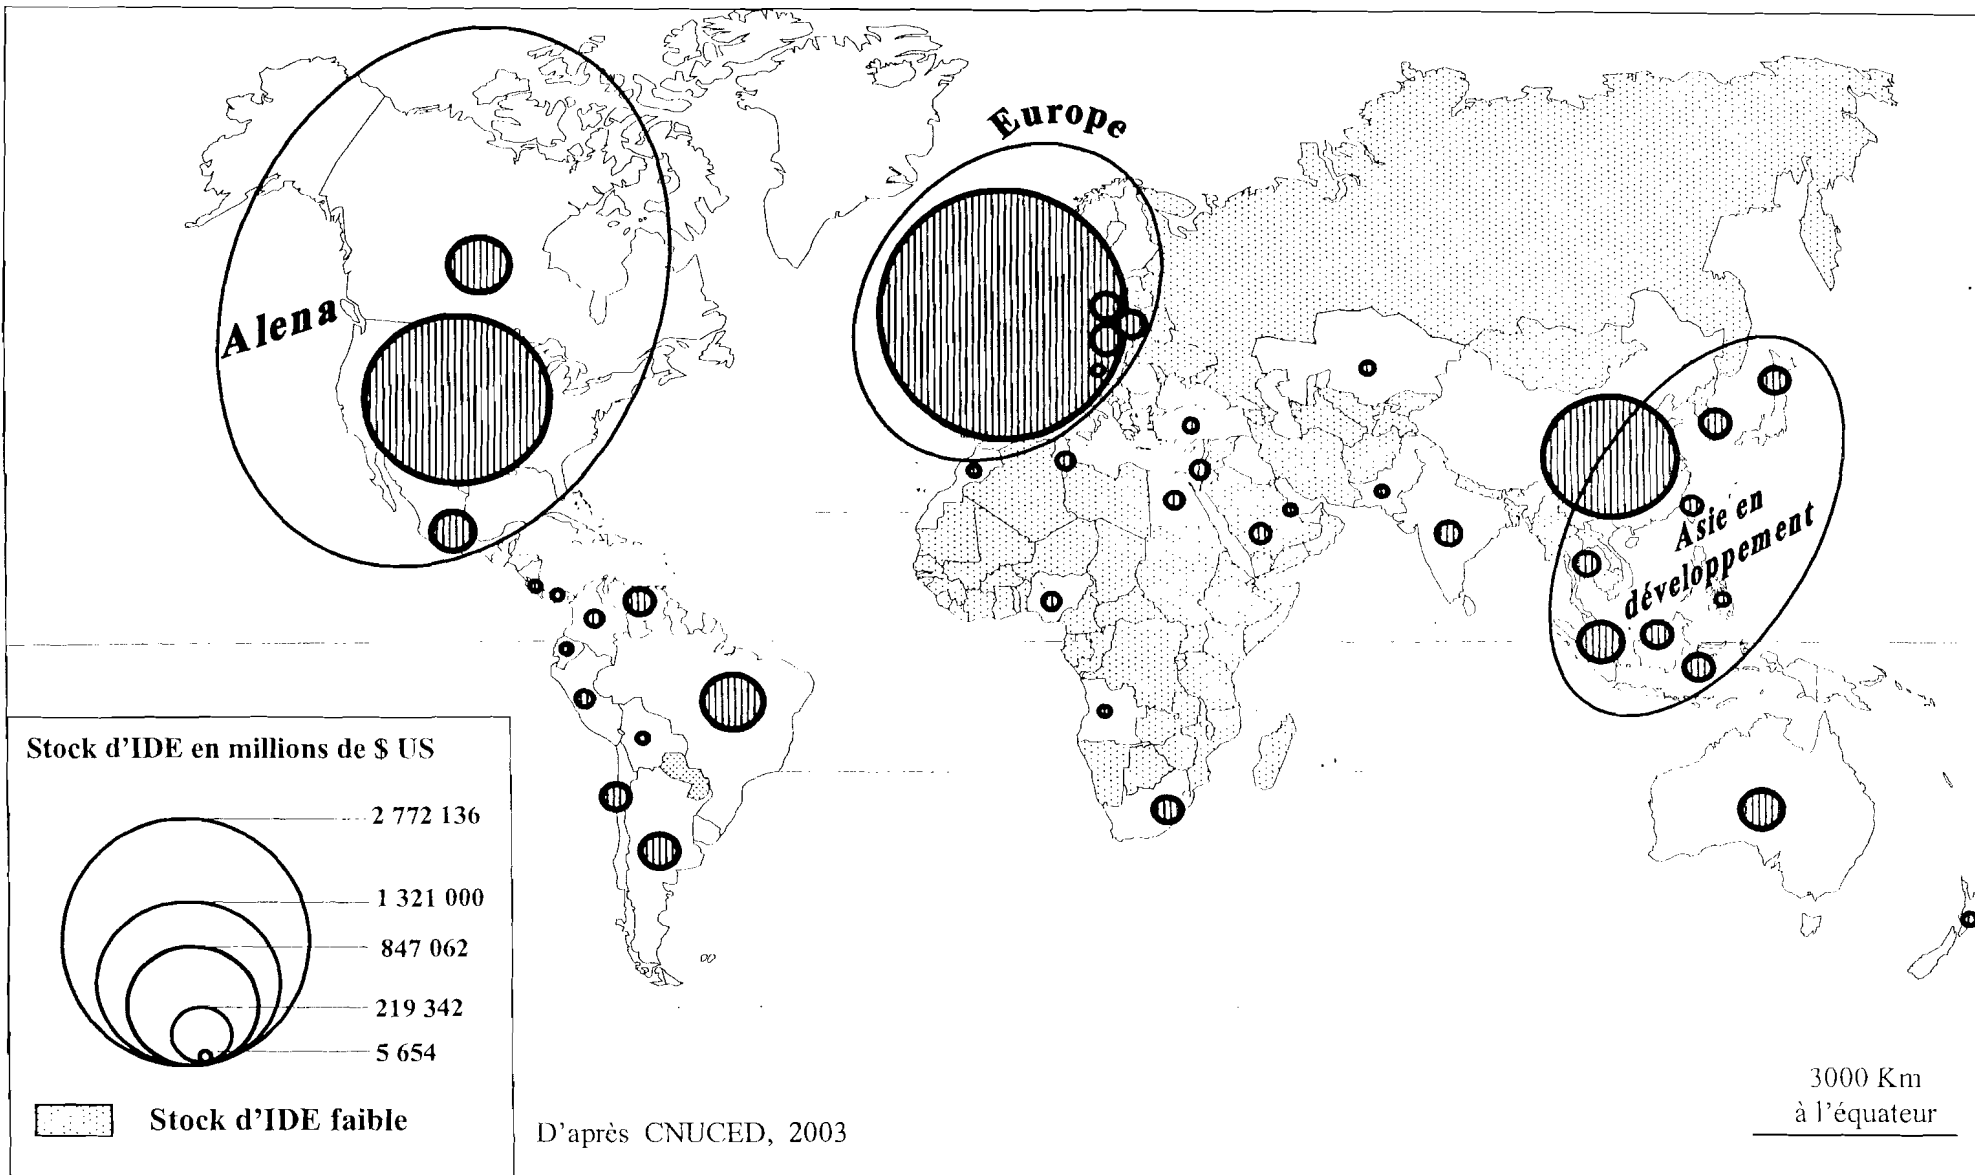 Europe
Alena
Asie en
développement
Stock d'IDE en millions de $ US
2 772 136
1 321 000
847 062
219 342
5 654
Stock d'IDE faible
D'après CNUCED, 2003
3000 Km
à l'équateur